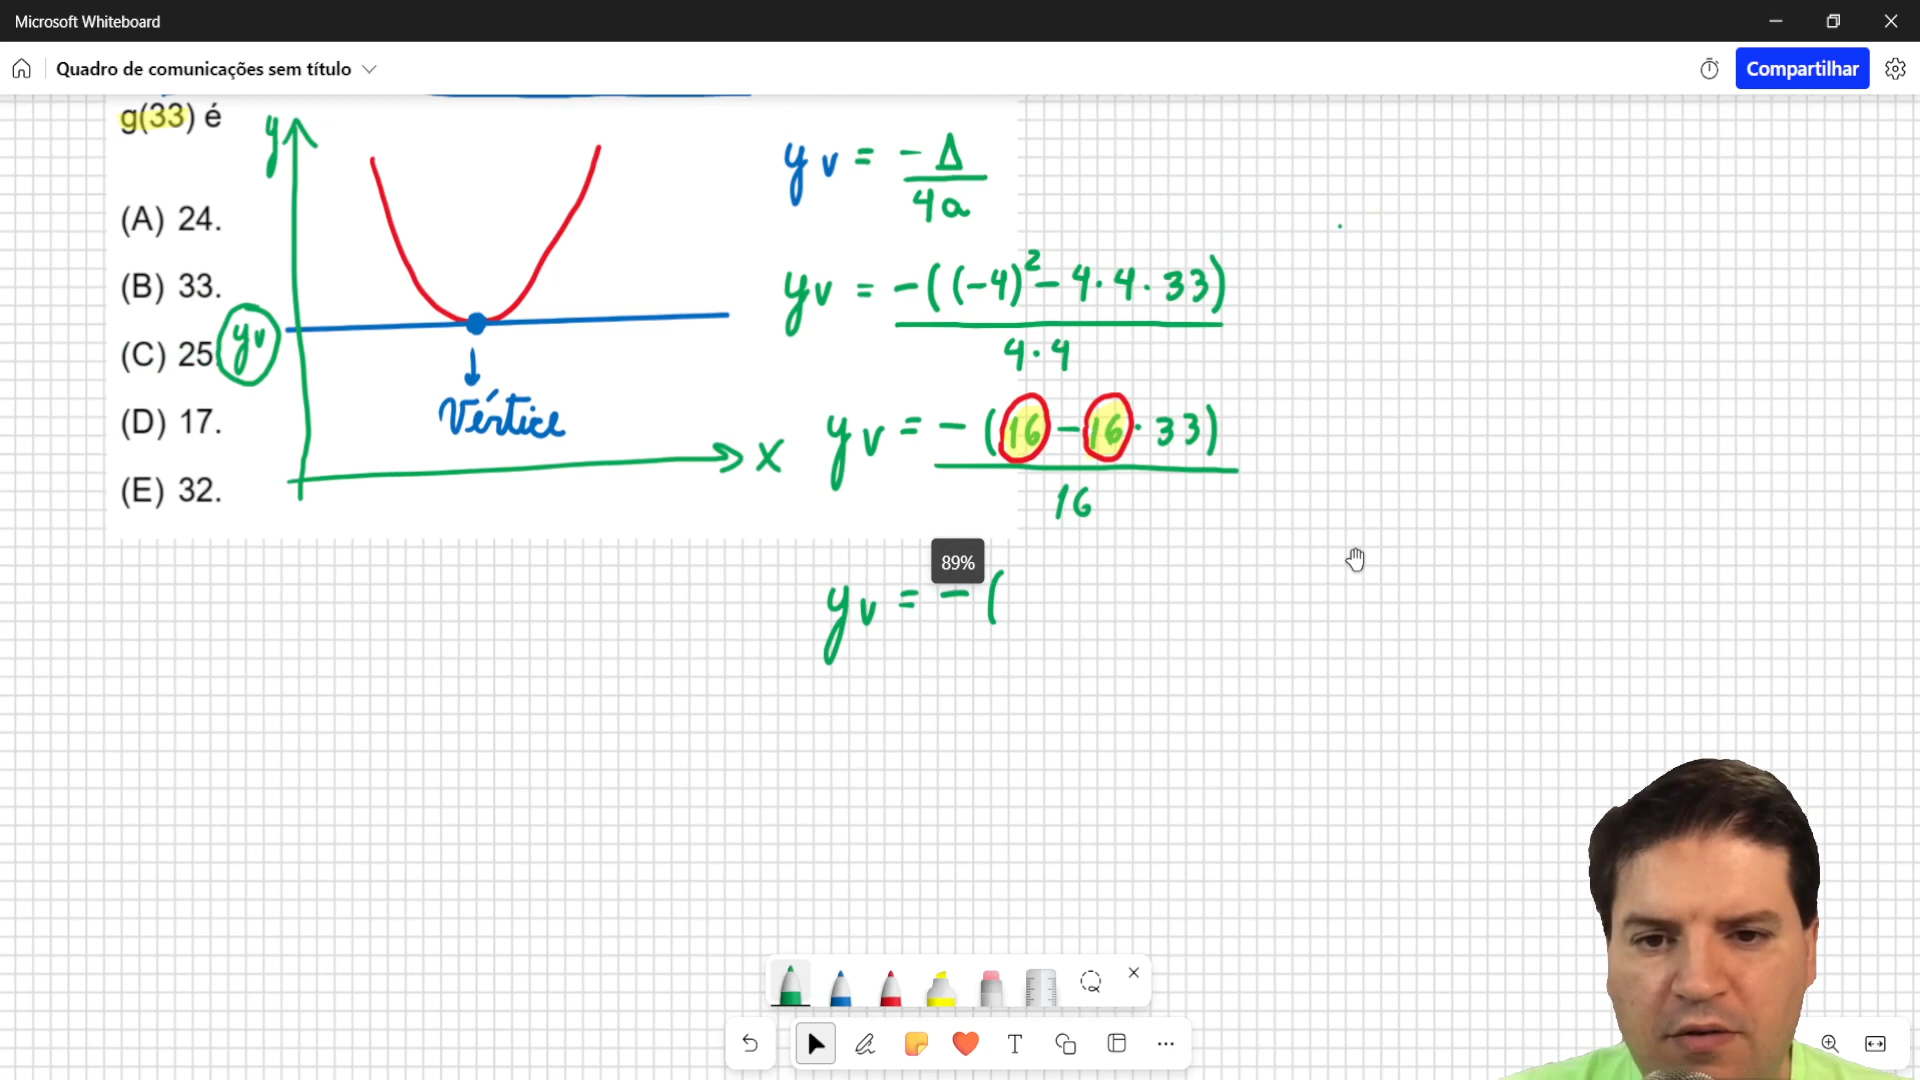 Microsoft Whiteboard
Quadro de comunicações sem título
Compartilhar
g(33) é
y
(A) 24.
(B) 33.
(C) 25
(D) 17.
(E) 32.
yv
Vértice
x
yv = -Δ
4a
yv = -((-4)² - 4·4·33)
4·4
yv = -(16 - 16·33)
16
89%
yv = -(